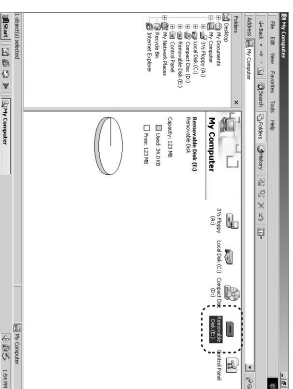 My Computer
File Edit View Favorites Tools Help
Back Search Folders History
Address My Computer
Folders
Desktop
My Documents
My Computer
3½ Floppy (A:)
Local Disk (C:)
Compact Disc (D:)
Removable Disk (E:)
Control Panel
My Network Places
Recycle Bin
Internet Explorer
My Computer
Removable Disk (E:)
Removable Disk
Capacity: 123 MB
Used: 34.0 KB
Free: 123 MB
3½ Floppy (A:)
Local Disk (C:)
Compact Disc (D:)
Removable Disk (E:)
Control Panel
1 object(s) selected
My Computer
Start
My Computer
1:54 PM